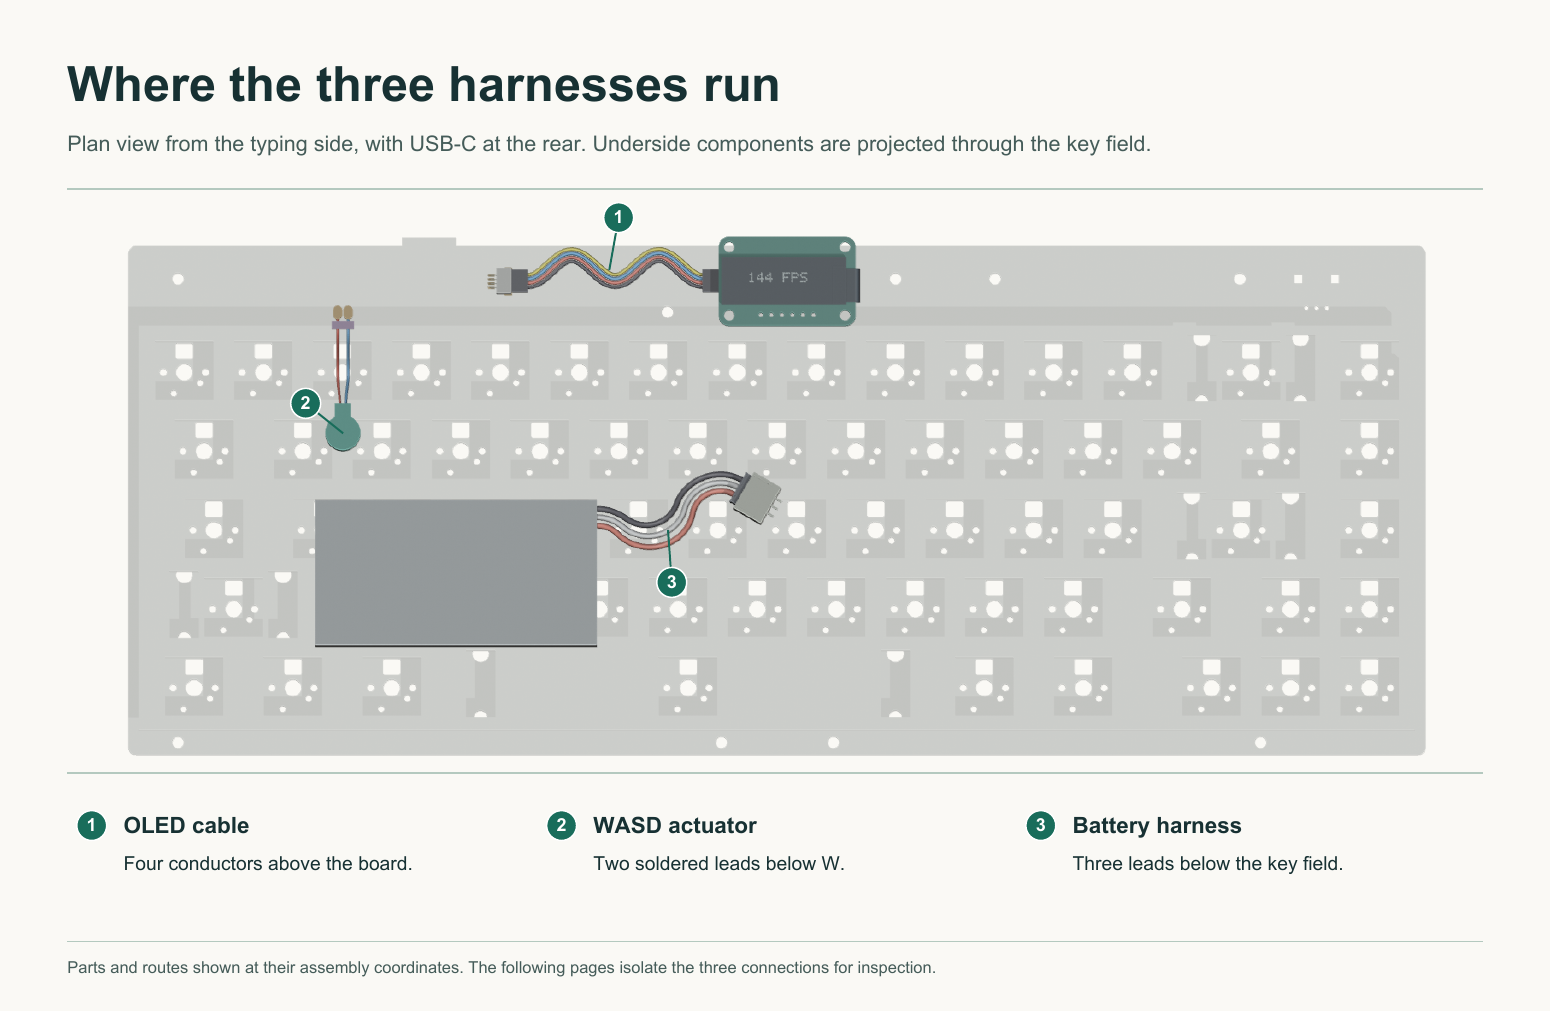 Where the three harnesses run
Plan view from the typing side, with USB-C at the rear. Underside components are projected through the key field.
1
144 FPS
2
3
1 OLED cable
Four conductors above the board.
2 WASD actuator
Two soldered leads below W.
3 Battery harness
Three leads below the key field.
Parts and routes shown at their assembly coordinates. The following pages isolate the three connections for inspection.